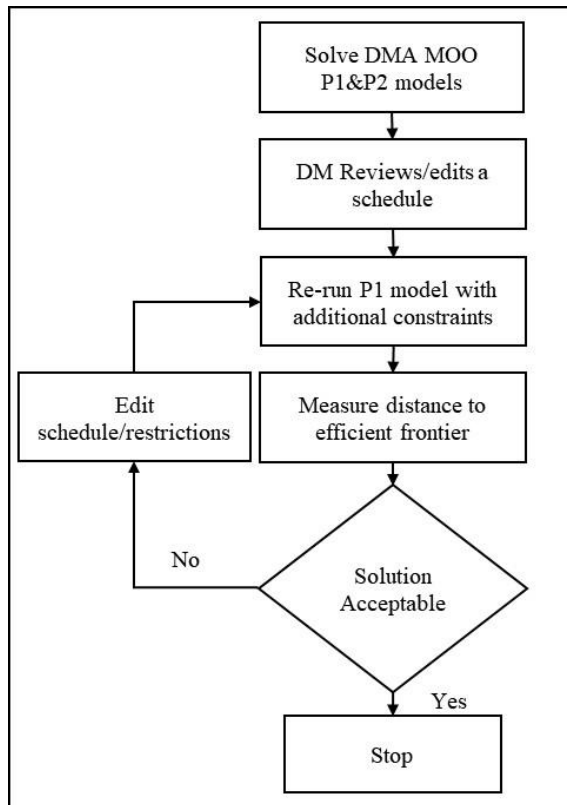 Solve DMA MOO
P1&P2 models
DM Reviews/edits a
schedule
Re-run P1 model with
additional constraints
Edit
schedule/restrictions
Measure distance to
efficient frontier
No
Solution
Acceptable
Yes
Stop